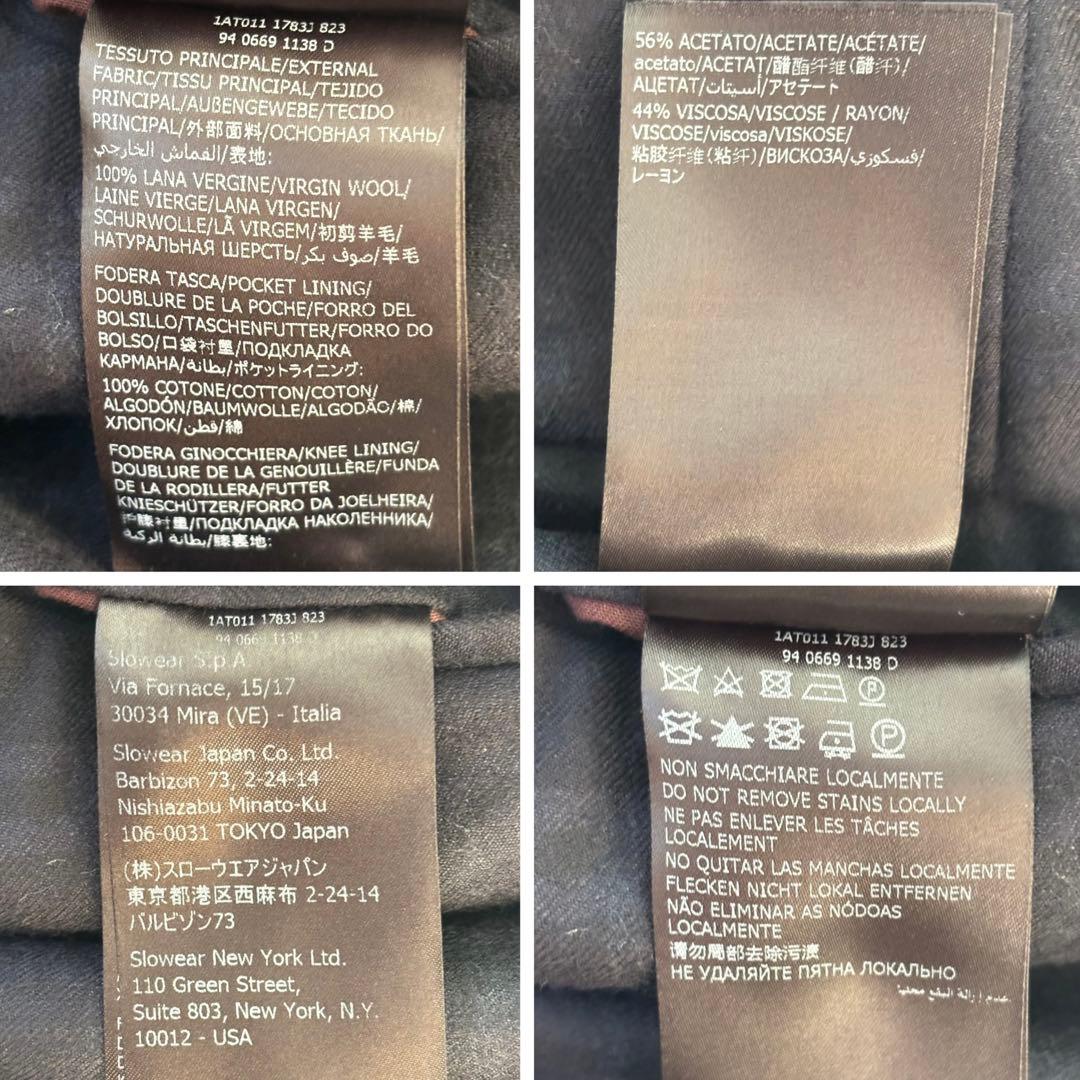 1AT011 1783J 823
94 0669 1138 D
TESSUTO PRINCIPALE/EXTERNAL
FABRIC/TISSU PRINCIPAL/TEJIDO
PRINCIPAL/AUßENGEWEBE/TECIDO
PRINCIPAL/外部面料/ОСНОВНАЯ ТКАНЬ/
القماش الخارجي/表地:
100% LANA VERGINE/VIRGIN WOOL/
LAINE VIERGE/LANA VIRGEN/
SCHURWOLLE/LÃ VIRGEM/初剪羊毛/
НАТУРАЛЬНАЯ ШЕРСТЬ/صوف بكر/羊毛
FODERA TASCA/POCKET LINING/
DOUBLURE DE LA POCHE/FORRO DEL
BOLSILLO/TASCHENFUTTER/FORRO DO
BOLSO/口袋衬里/ПОДКЛАДКА
КАРМАНА/بطانة/ポケットライニング:
100% COTONE/COTTON/COTON/
ALGODÓN/BAUMWOLLE/ALGODÃO/棉/
ХЛОПОК/قطن/綿
FODERA GINOCCHIERA/KNEE LINING/
DOUBLURE DE LA GENOUILLÈRE/FUNDA
DE LA RODILLERA/FUTTER
KNIESCHÜTZER/FORRO DA JOELHEIRA/
护膝衬里/ПОДКЛАДКА НАКОЛЕННИКА/
بطانة الركبة/膝裏地:
56% ACETATO/ACETATE/ACÉTATE/
acetato/ACETAT/醋酯纤维(醋纤)/
АЦЕТАТ/أسيتات/アセテート
44% VISCOSA/VISCOSE / RAYON/
VISCOSE/viscosa/VISKOSE/
粘胶纤维(粘纤)/ВИСКОЗА/فسكوزي/
レーヨン
1AT011 1783J 823
94 0669 1138 D
Slowear S.p.A.
Via Fornace, 15/17
30034 Mira (VE) - Italia
Slowear Japan Co. Ltd.
Barbizon 73, 2-24-14
Nishiazabu Minato-Ku
106-0031 TOKYO Japan
(株)スローウエアジャパン
東京都港区西麻布 2-24-14
バルビゾン73
Slowear New York Ltd.
110 Green Street,
Suite 803, New York, N.Y.
10012 - USA
1AT011 1783J 823
94 0669 1138 D
NON SMACCHIARE LOCALMENTE
DO NOT REMOVE STAINS LOCALLY
NE PAS ENLEVER LES TÂCHES
LOCALEMENT
NO QUITAR LAS MANCHAS LOCALMENTE
FLECKEN NICHT LOKAL ENTFERNEN
NÃO ELIMINAR AS NÓDOAS
LOCALMENTE
请勿局部去除污渍
НЕ УДАЛЯЙТЕ ПЯТНА ЛОКАЛЬНО
عدم إزالة البقع محليا